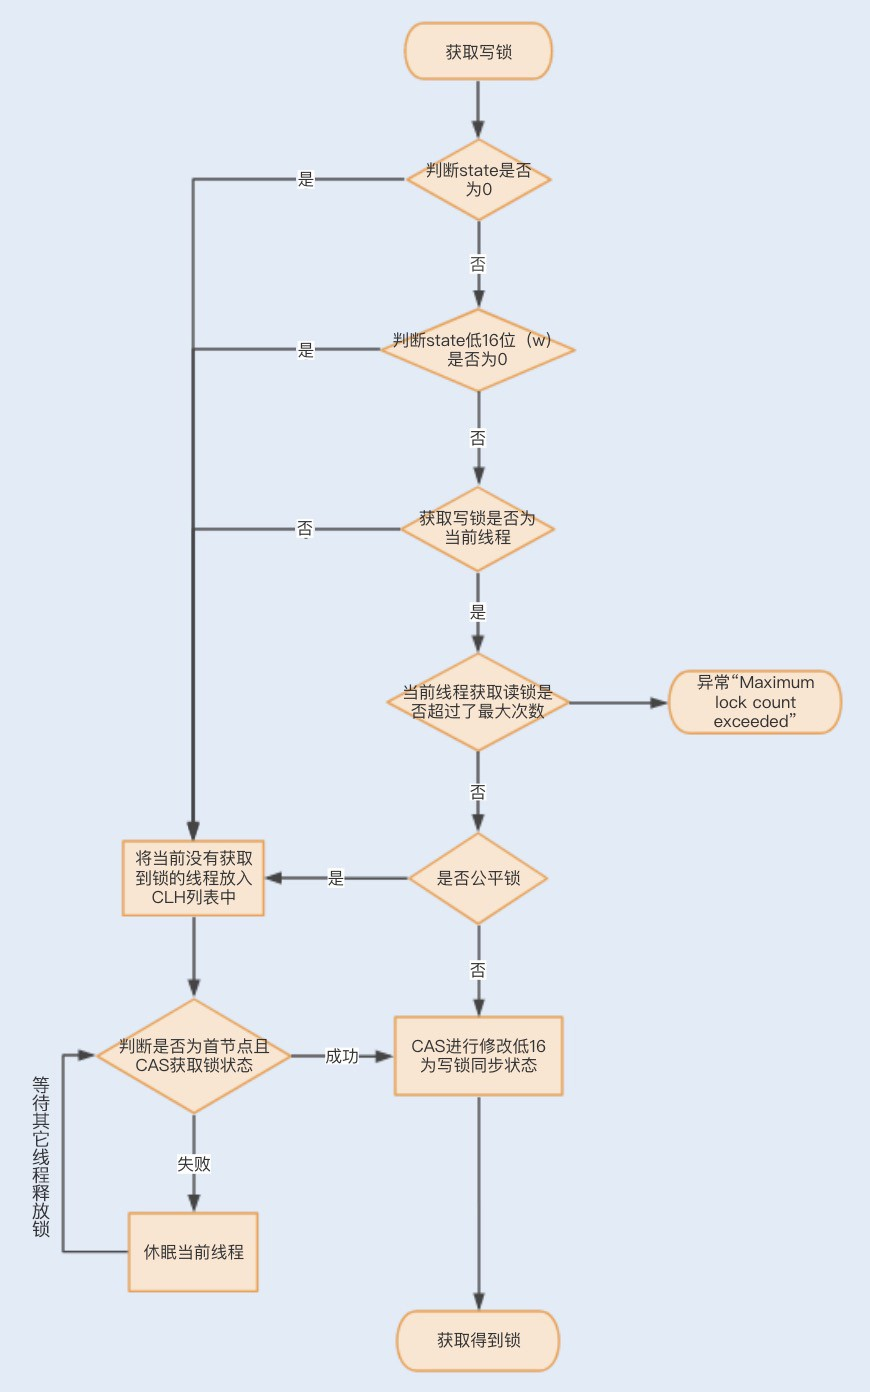 获取写锁
判断state是否
为0
是
否
判断state低16位（w）
是否为0
是
否
获取写锁是否为
当前线程
否
是
当前线程获取读锁是
否超过了最大次数
异常“Maximum
lock count
exceeded”
否
将当前没有获取
到锁的线程放入
CLH列表中
是
是否公平锁
否
判断是否为首节点且
CAS获取锁状态
成功
CAS进行修改低16
为写锁同步状态
等待其它线程释放锁
失败
休眠当前线程
获取得到锁